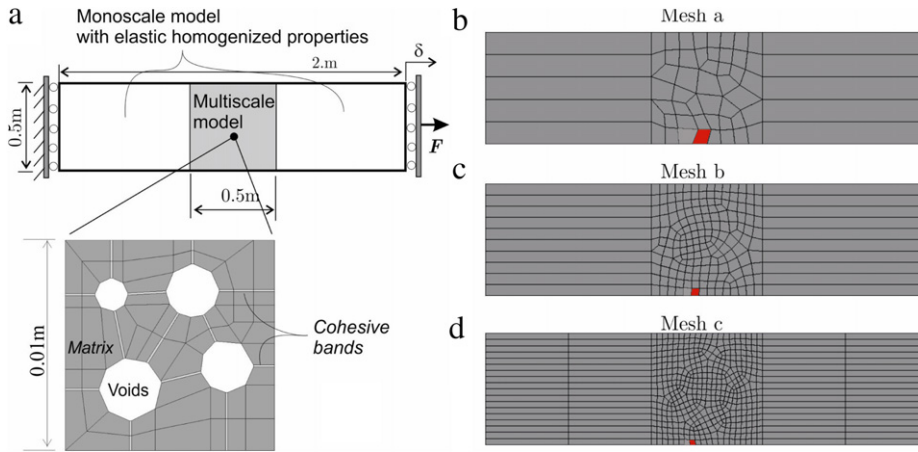 a
Monoscale model
with elastic homogenized properties
δ
2.m
0.5m
Multiscale
model
F
0.5m
0.01m
Matrix
Voids
Cohesive
bands
b
Mesh a
c
Mesh b
d
Mesh c